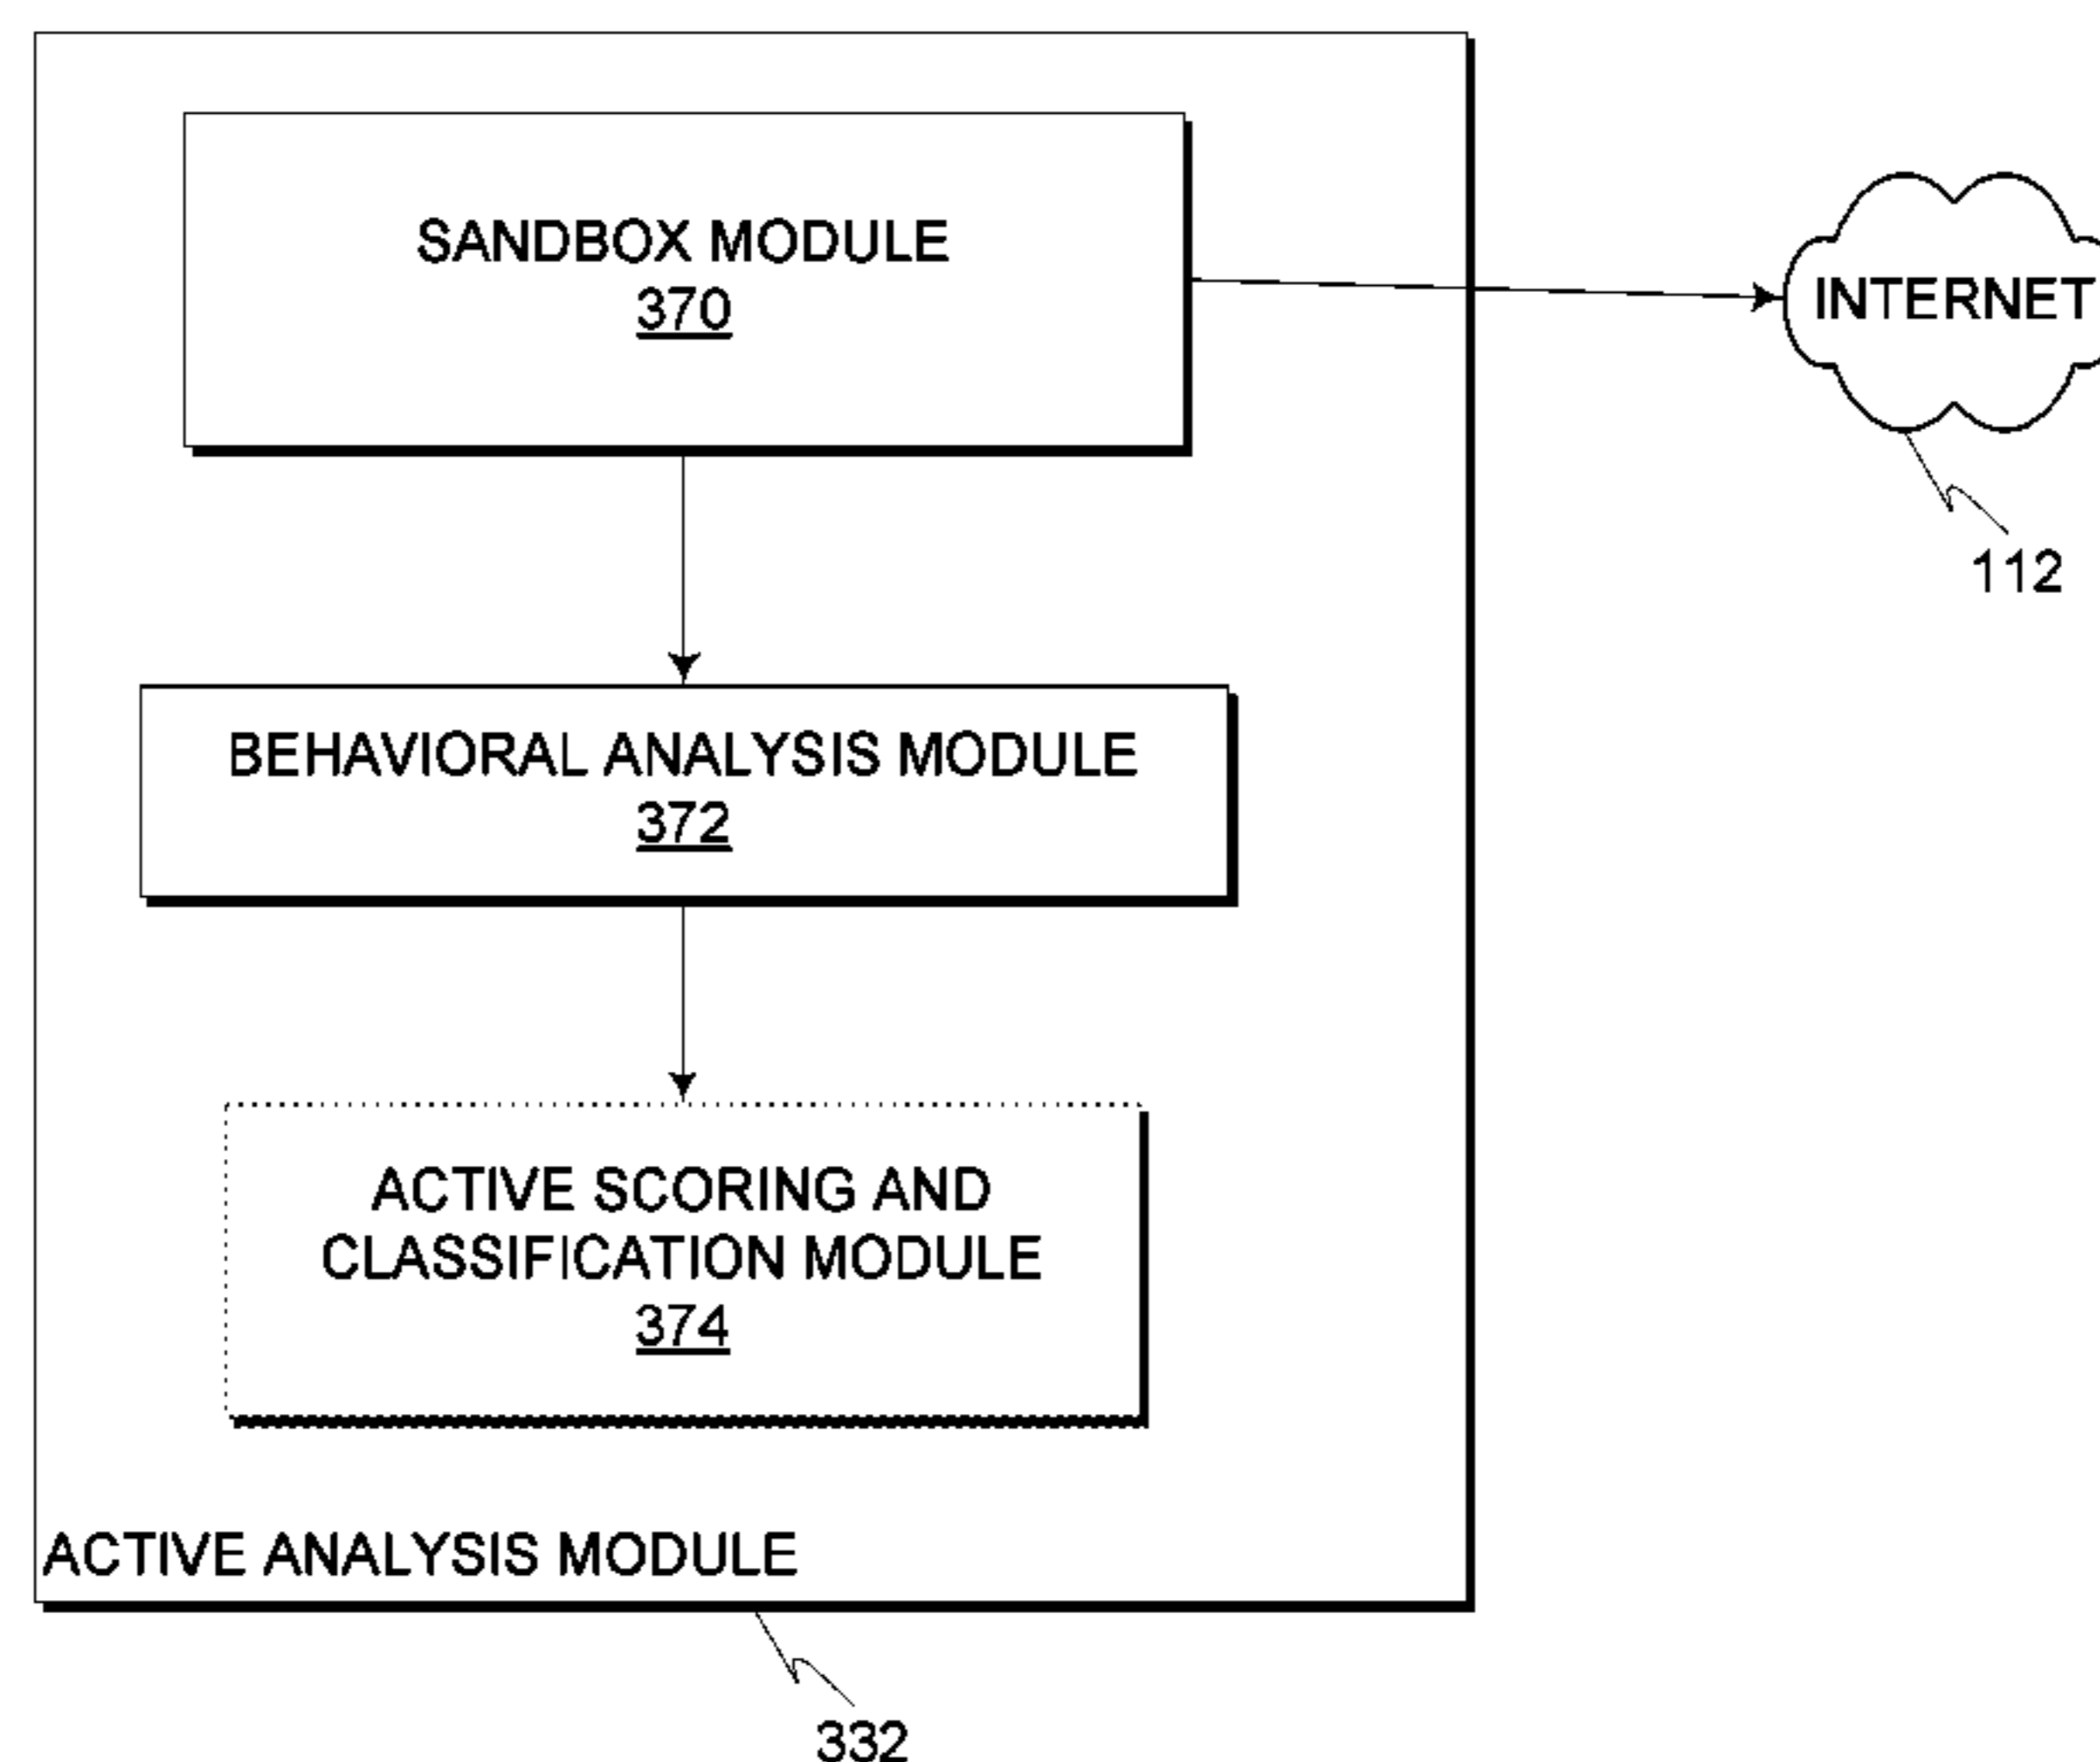 SANDBOX MODULE
370
INTERNET
112
BEHAVIORAL ANALYSIS MODULE
372
ACTIVE SCORING AND
CLASSIFICATION MODULE
374
ACTIVE ANALYSIS MODULE
332